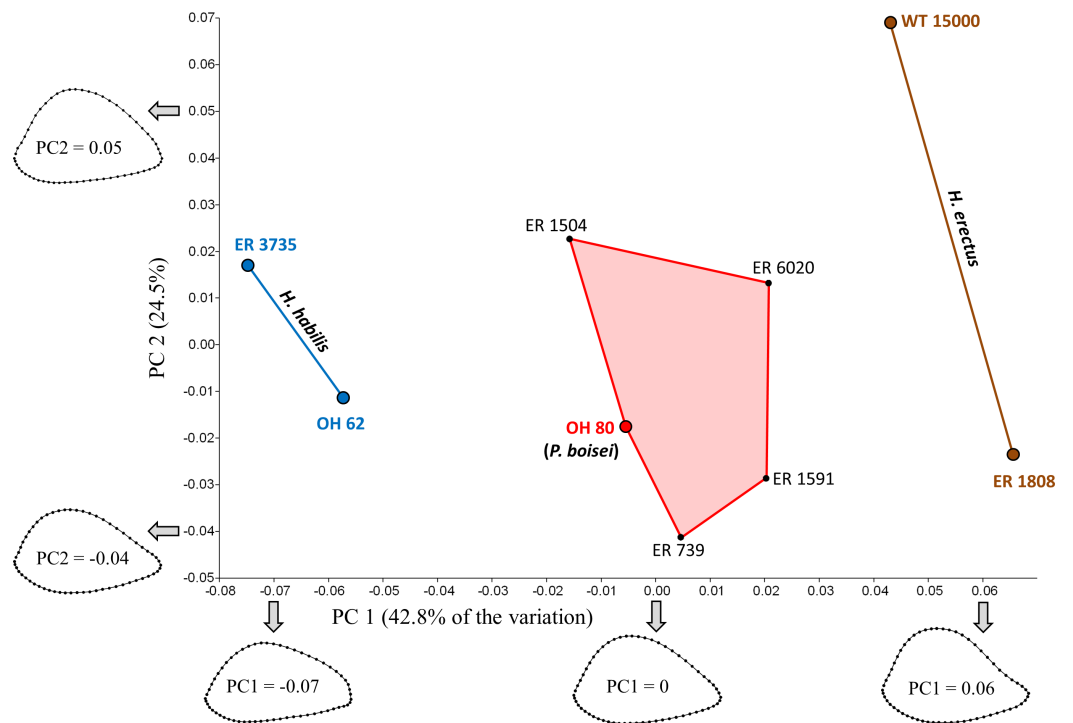 0.07
0.06
0.05
0.04
0.03
0.02
0.01
0.00
-0.01
-0.02
-0.03
-0.04
-0.05
PC 2 (24.5%)
PC2 = 0.05
PC2 = -0.04
WT 15000
H. erectus
ER 1808
ER 1504
ER 6020
ER 3735
H. habilis
OH 62
OH 80
(P. boisei)
ER 1591
ER 739
-0.08 -0.07 -0.06 -0.05 -0.04 -0.03 -0.02 -0.01 0.00 0.01 0.02 0.03 0.04 0.05 0.06
PC 1 (42.8% of the variation)
PC1 = -0.07
PC1 = 0
PC1 = 0.06